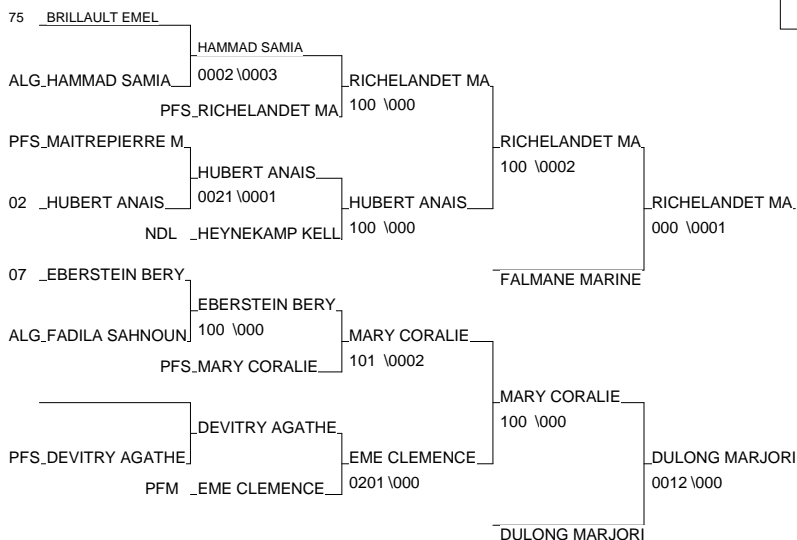 75 BRILLAULT EMEL
HAMMAD SAMIA
0002 \0003
ALG HAMMAD SAMIA
RICHELANDET MA
100 \000
PFS RICHELANDET MA
PFS MAITREPIERRE M
RICHELANDET MA
100 \0002
HUBERT ANAIS
0021 \0001
02 HUBERT ANAIS
HUBERT ANAIS
100 \000
RICHELANDET MA
000 \0001
NDL HEYNEKAMP KELL
07 EBERSTEIN BERY
FALMANE MARINE
EBERSTEIN BERY
100 \000
ALG FADILA SAHNOUN
MARY CORALIE
101 \0002
PFS MARY CORALIE
MARY CORALIE
100 \000
DEVITRY AGATHE
PFS DEVITRY AGATHE
EME CLEMENCE
0201 \000
DULONG MARJORI
0012 \000
PFM EME CLEMENCE
DULONG MARJORI